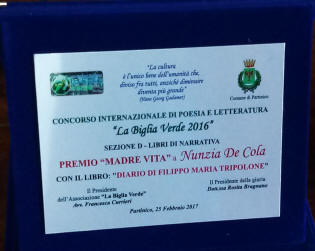 "La cultura
è l'unico bene dell'umanità che,
diviso fra tutti, anziché diminuire
diventa più grande"
(Hans Georg Gadamer)
Comune di Partinico
CONCORSO INTERNAZIONALE DI POESIA E LETTERATURA
"La Biglia Verde 2016"
SEZIONE D - LIBRI DI NARRATIVA
PREMIO "MADRE VITA" a Nunzia De Cola
CON IL LIBRO: "DIARIO DI FILIPPO MARIA TRIPOLONE"
Il Presidente
dell'Associazione "La Biglia Verde"
Avv. Francesco Currieri
Il Presidente della giuria
Dott.ssa Rosita Brugnano
Partinico, 25 Febbraio 2017